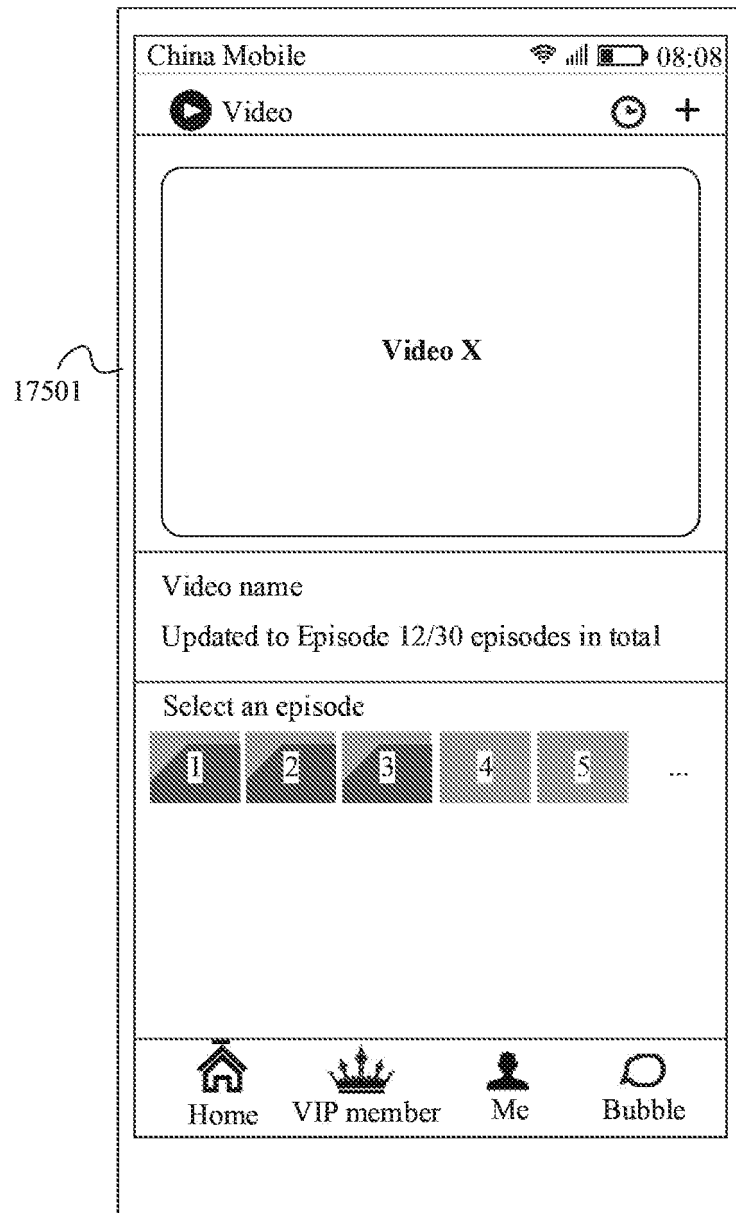 China Mobile 08:08
Video
Video X
17501
Video name
Updated to Episode 12/30 episodes in total
Select an episode
1 2 3 4 5 ...
Home VIP member Me Bubble